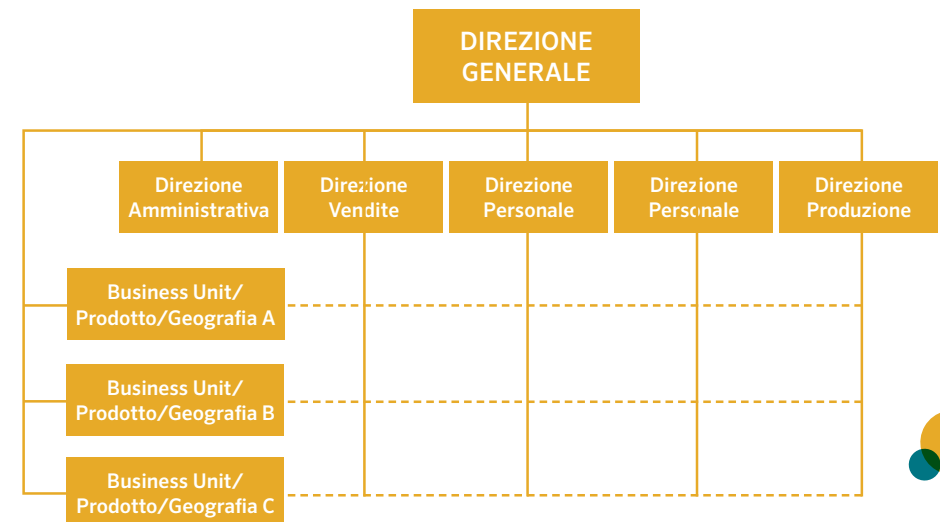 DIREZIONE
GENERALE
Direzione
Amministrativa
Direzione
Vendite
Direzione
Personale
Direzione
Personale
Direzione
Produzione
Business Unit/
Prodotto/Geografia A
Business Unit/
Prodotto/Geografia B
Business Unit/
Prodotto/Geografia C